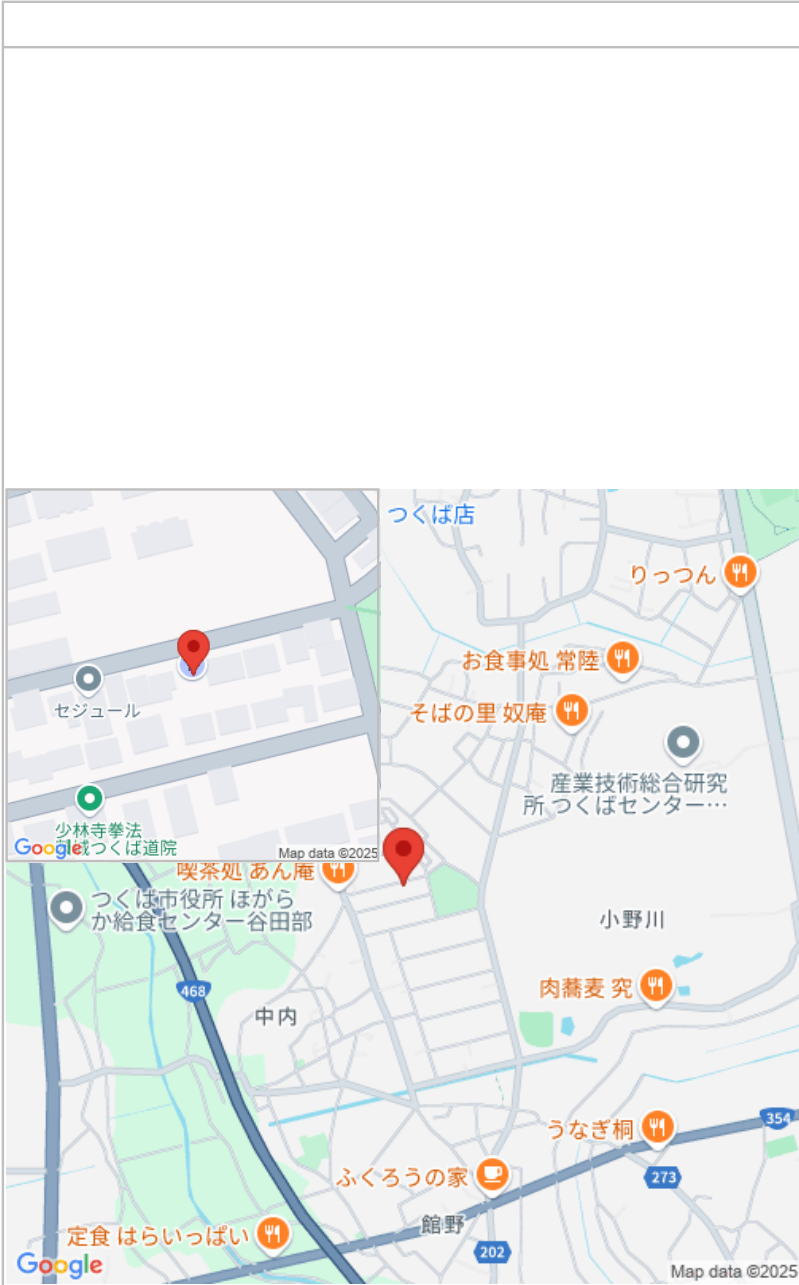 つくば店
りっつん
お食事処 常陸
そばの里 奴庵
産業技術総合研究
所 つくばセンター…
セジュール
少林寺拳法
城つくば道院
Google
Map data ©2025
喫茶処 あん庵
つくば市役所 ほがら
か給食センター谷田部
小野川
肉蕎麦 究
468
中内
354
うなぎ桐
273
ふくろうの家
館野
202
定食 はらいっぱい
Google
Map data ©2025